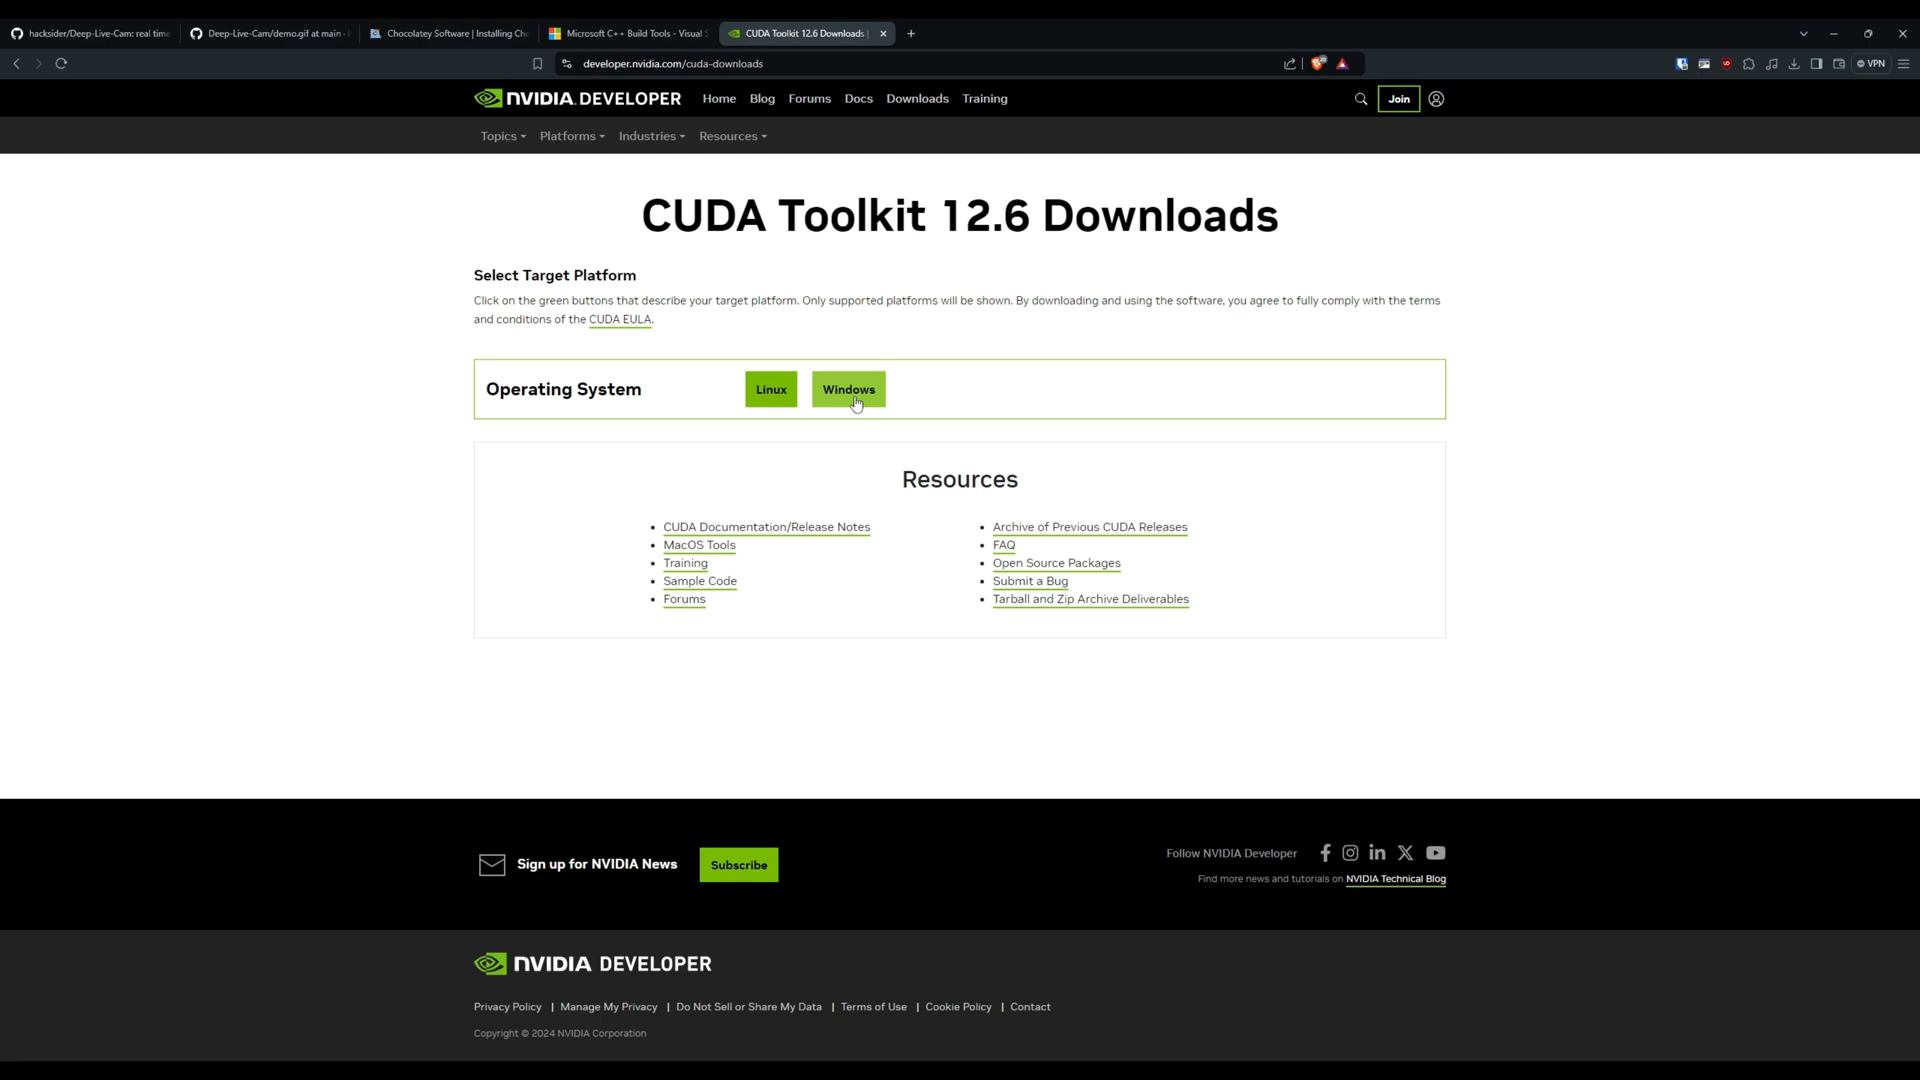 hacksider/Deep-Live-Cam: real time
Deep-Live-Cam/demo.gif at main ·
Chocolatey Software | Installing Cho
Microsoft C++ Build Tools - Visual S
CUDA Toolkit 12.6 Downloads |
developer.nvidia.com/cuda-downloads
VPN
NVIDIA DEVELOPER
Home
Blog
Forums
Docs
Downloads
Training
Join
Topics
Platforms
Industries
Resources
CUDA Toolkit 12.6 Downloads
Select Target Platform
Click on the green buttons that describe your target platform. Only supported platforms will be shown. By downloading and using the software, you agree to fully comply with the terms
and conditions of the CUDA EULA.
Operating System
Linux
Windows
Resources
• CUDA Documentation/Release Notes
• MacOS Tools
• Training
• Sample Code
• Forums
• Archive of Previous CUDA Releases
• FAQ
• Open Source Packages
• Submit a Bug
• Tarball and Zip Archive Deliverables
Sign up for NVIDIA News
Subscribe
Follow NVIDIA Developer
Find more news and tutorials on NVIDIA Technical Blog
NVIDIA DEVELOPER
Privacy Policy | Manage My Privacy | Do Not Sell or Share My Data | Terms of Use | Cookie Policy | Contact
Copyright © 2024 NVIDIA Corporation